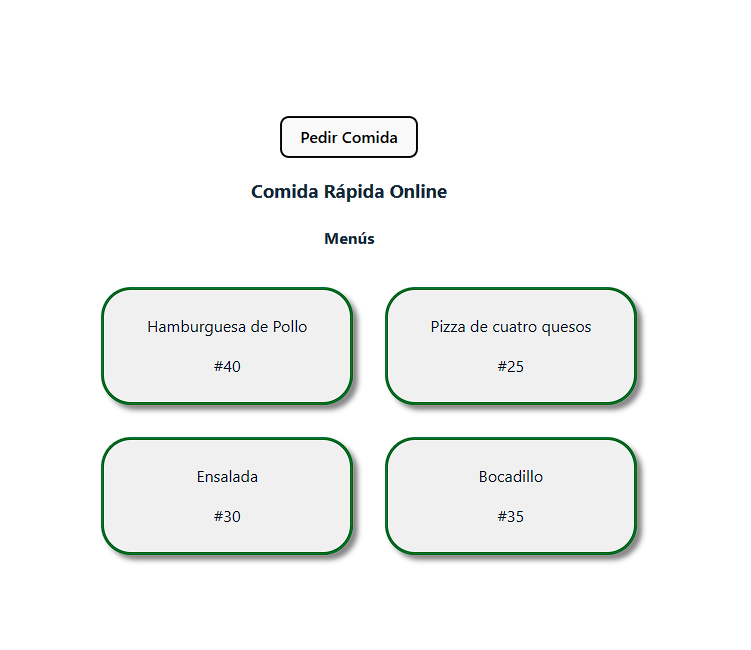 Pedir Comida
Comida Rápida Online
Menús
Hamburguesa de Pollo
#40
Pizza de cuatro quesos
#25
Ensalada
#30
Bocadillo
#35